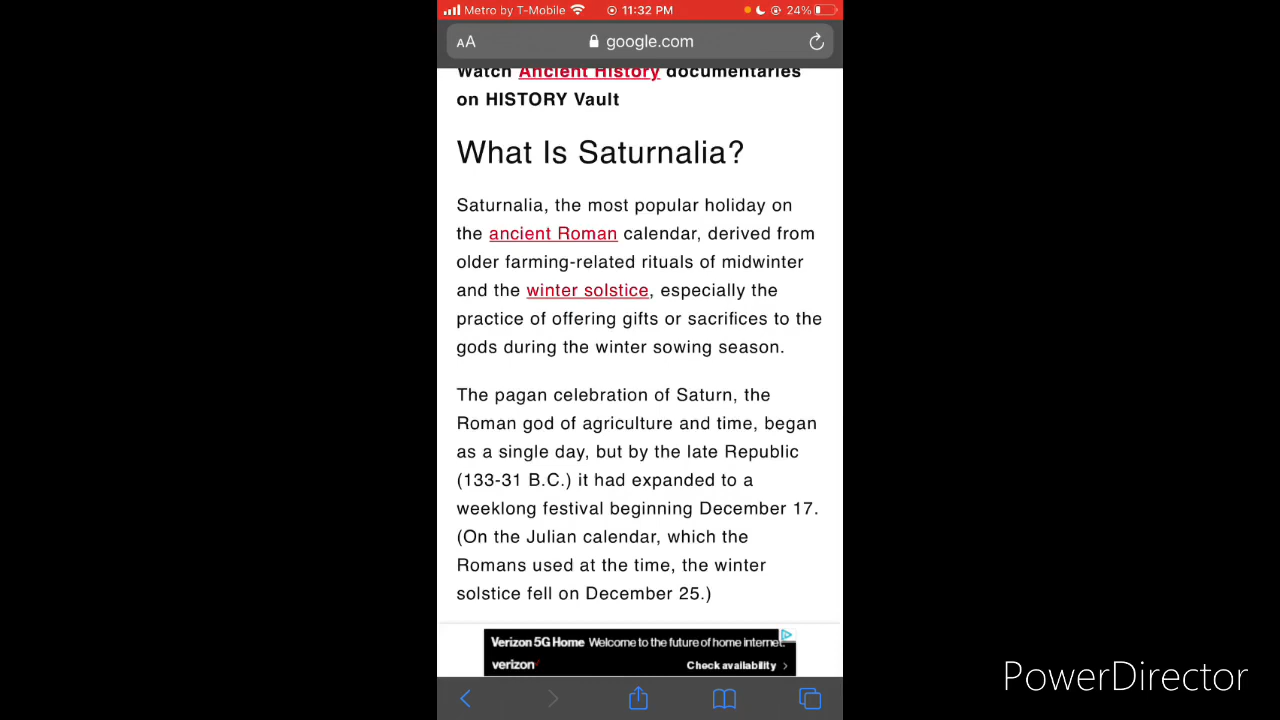 Metro by T-Mobile 11:32 PM 24%
AA google.com
Watch Ancient History documentaries
on HISTORY Vault
What Is Saturnalia?
Saturnalia, the most popular holiday on
the ancient Roman calendar, derived from
older farming-related rituals of midwinter
and the winter solstice, especially the
practice of offering gifts or sacrifices to the
gods during the winter sowing season.
The pagan celebration of Saturn, the
Roman god of agriculture and time, began
as a single day, but by the late Republic
(133-31 B.C.) it had expanded to a
weeklong festival beginning December 17.
(On the Julian calendar, which the
Romans used at the time, the winter
solstice fell on December 25.)
Verizon 5G Home Welcome to the future of home internet.
verizon Check availability
PowerDirector